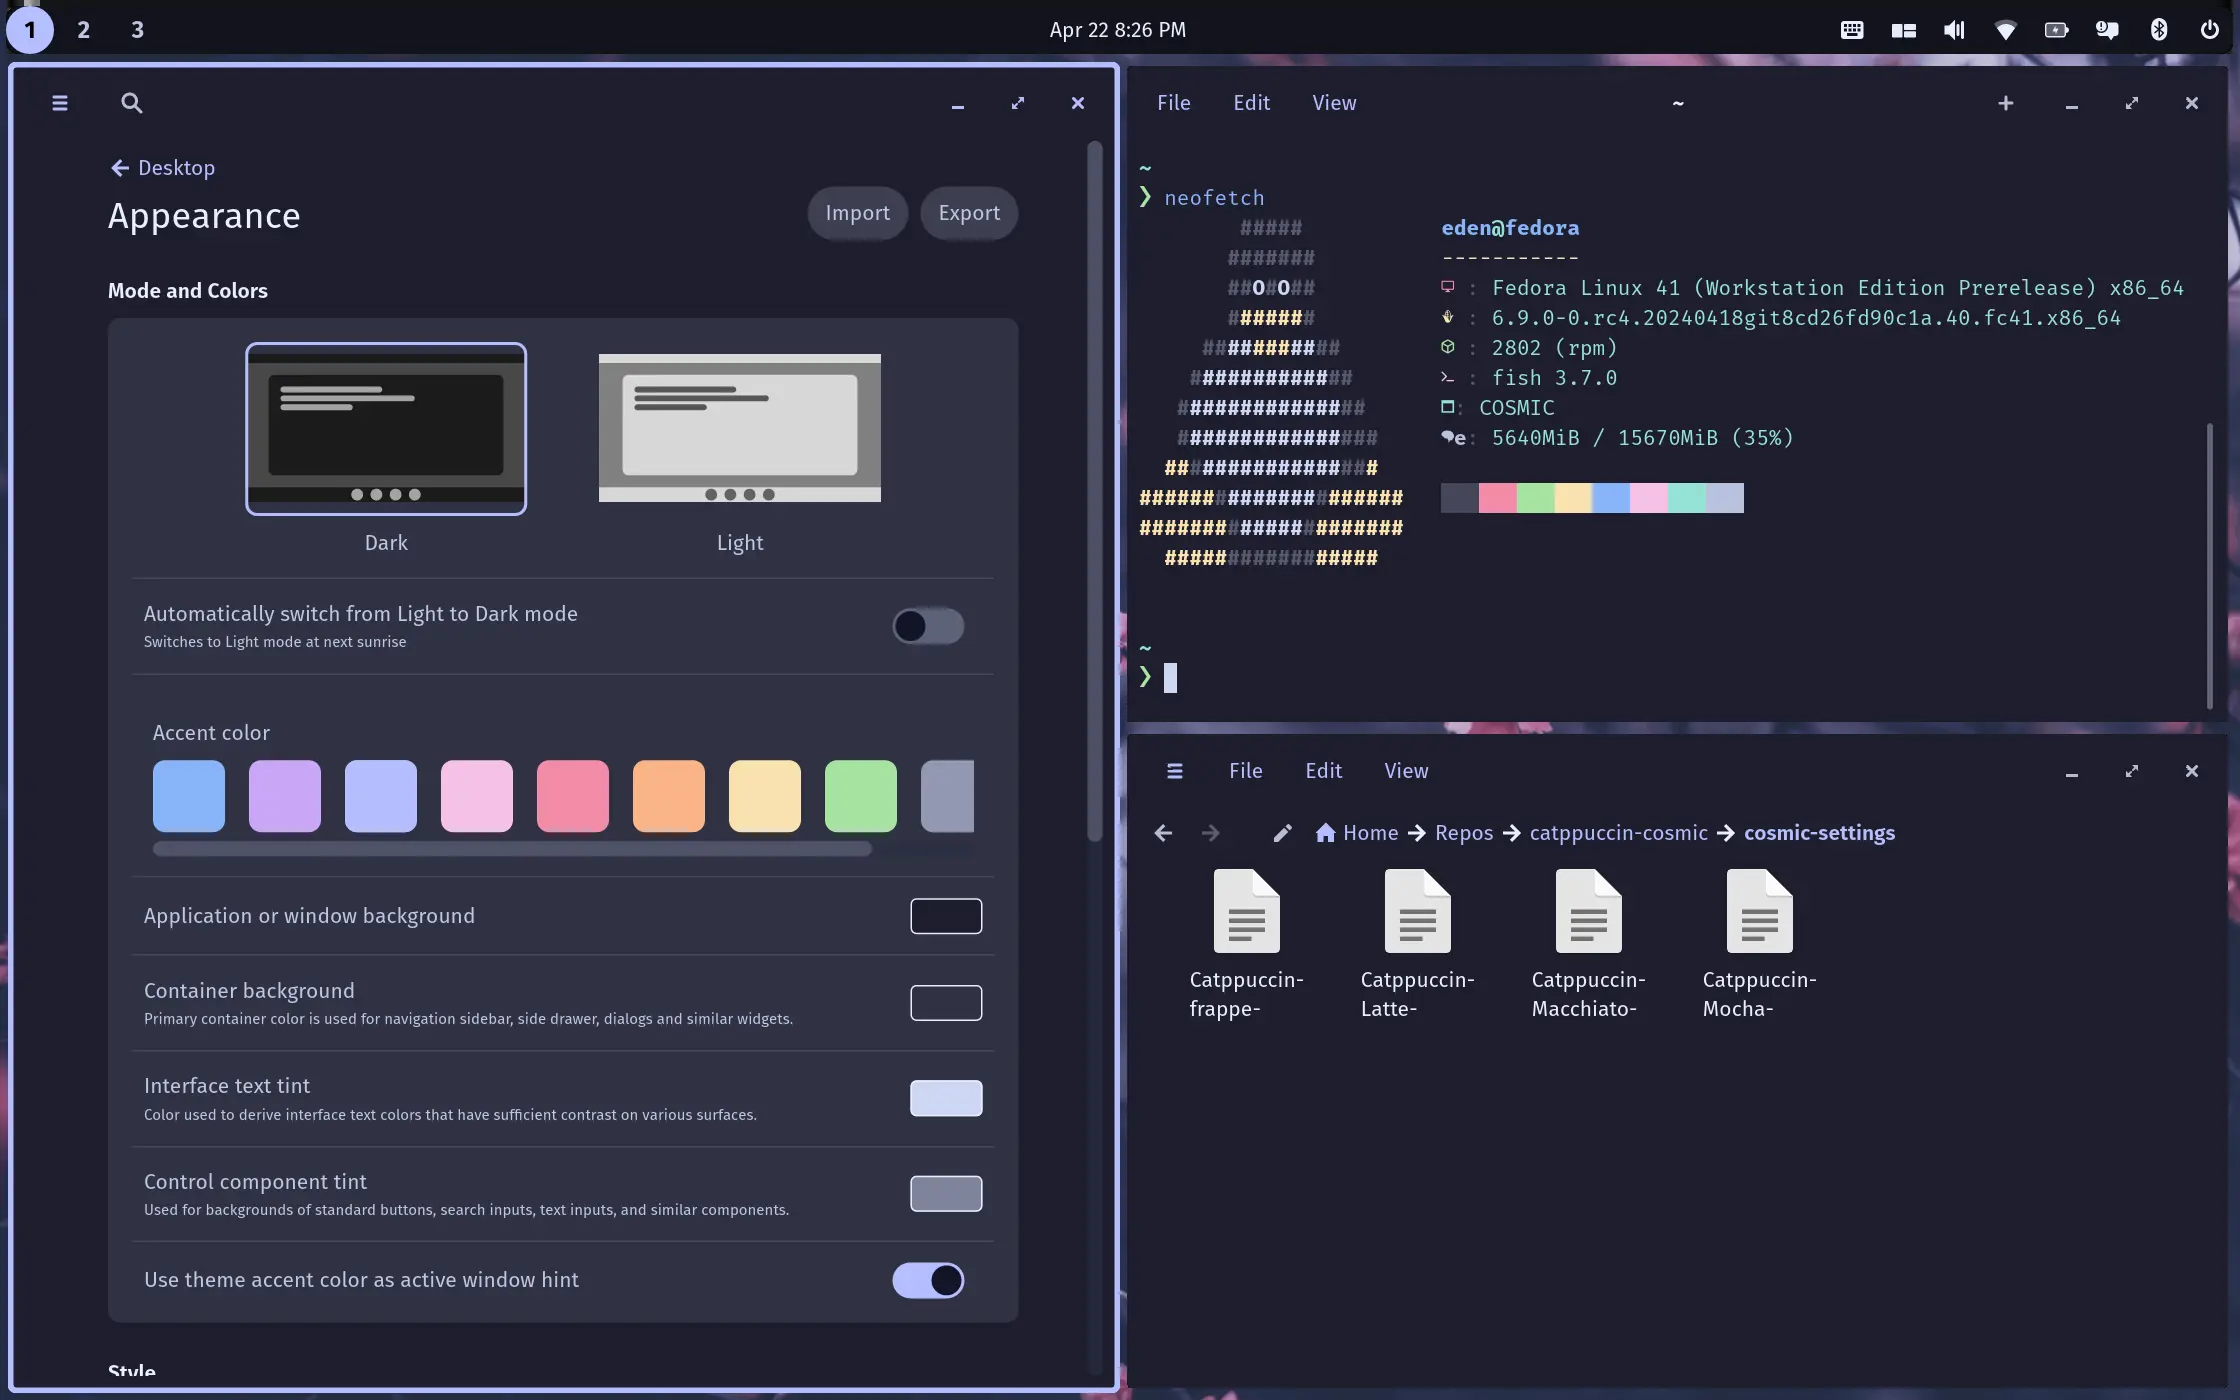 1 2 3
Apr 22 8:26 PM
Desktop
Appearance
Import
Export
Mode and Colors
Dark
Light
Automatically switch from Light to Dark mode
Switches to Light mode at next sunrise
Accent color
Application or window background
Container background
Primary container color is used for navigation sidebar, side drawer, dialogs and similar widgets.
Interface text tint
Color used to derive interface text colors that have sufficient contrast on various surfaces.
Control component tint
Used for backgrounds of standard buttons, search inputs, text inputs, and similar components.
Use theme accent color as active window hint
Style
File Edit View
~
~
❯ neofetch
#####
#######
##O#O##
#######
###########
#############
###############
################
#################
#####################
#####################
#################
eden@fedora
-----------
: Fedora Linux 41 (Workstation Edition Prerelease) x86_64
: 6.9.0-0.rc4.20240418git8cd26fd90c1a.40.fc41.x86_64
: 2802 (rpm)
: fish 3.7.0
: COSMIC
e: 5640MiB / 15670MiB (35%)
~
❯
File Edit View
Home → Repos → catppuccin-cosmic → cosmic-settings
Catppuccin-
frappe-
Catppuccin-
Latte-
Catppuccin-
Macchiato-
Catppuccin-
Mocha-